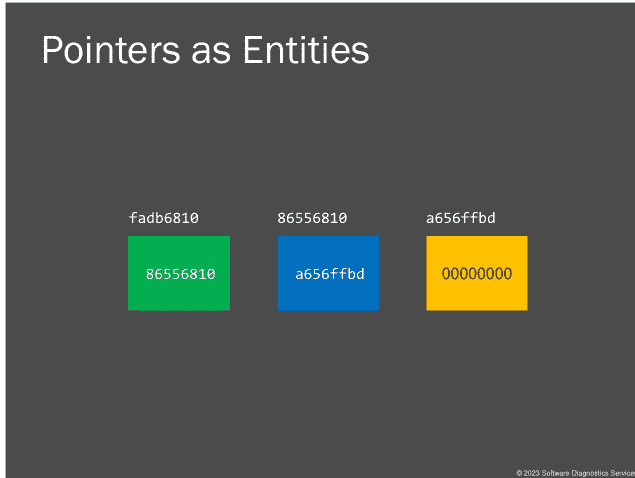 Pointers as Entities
fadb6810 86556810 a656ffbd
86556810 a656ffbd 00000000
© 2023 Software Diagnostics Services